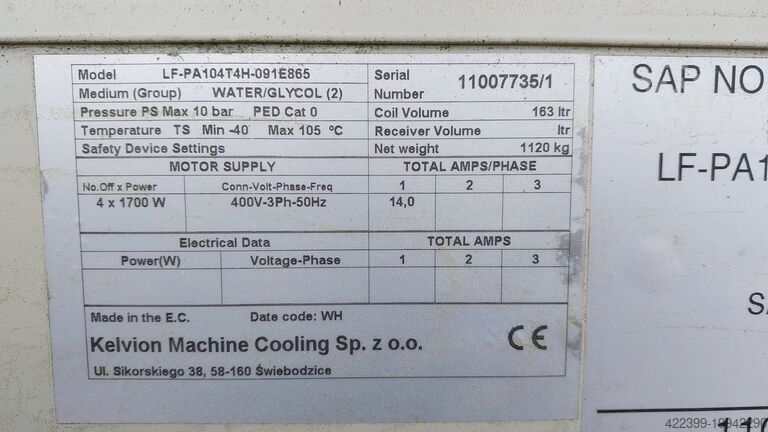 Model LF-PA104T4H-091E865
Serial Number 11007735/1
Medium (Group) WATER/GLYCOL (2)
Pressure PS Max 10 bar PED Cat 0
Coil Volume 163 ltr
Temperature TS Min -40 Max 105 °C
Receiver Volume ltr
Safety Device Settings
Net weight 1120 kg
MOTOR SUPPLY TOTAL AMPS/PHASE
No.Off x Power Conn-Volt-Phase-Freq 1 2 3
4 x 1700 W 400V-3Ph-50Hz 14,0
Electrical Data TOTAL AMPS
Power(W) Voltage-Phase 1 2 3
Made in the E.C. Date code: WH
Kelvion Machine Cooling Sp. z o.o. CE
Ul. Sikorskiego 38, 58-160 Świebodzice
SAP NO
LF-PA1